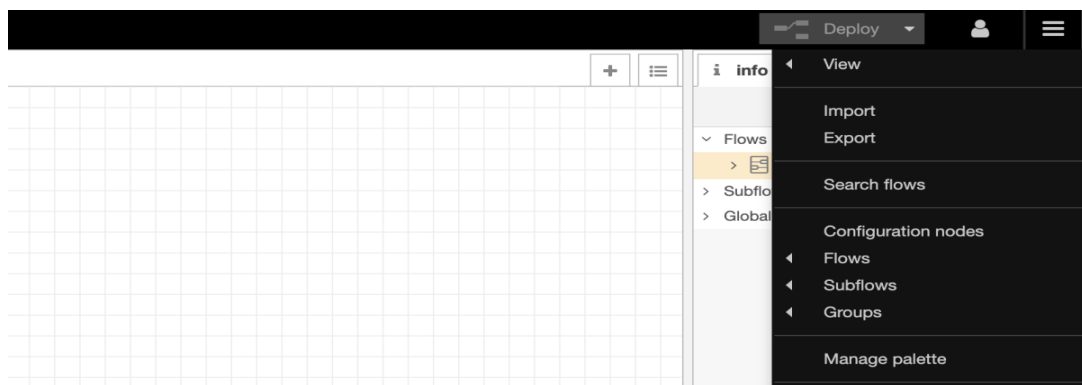 Deploy
i info
View
Import
Export
Flows
Search flows
Subflo
Global
Configuration nodes
Flows
Subflows
Groups
Manage palette